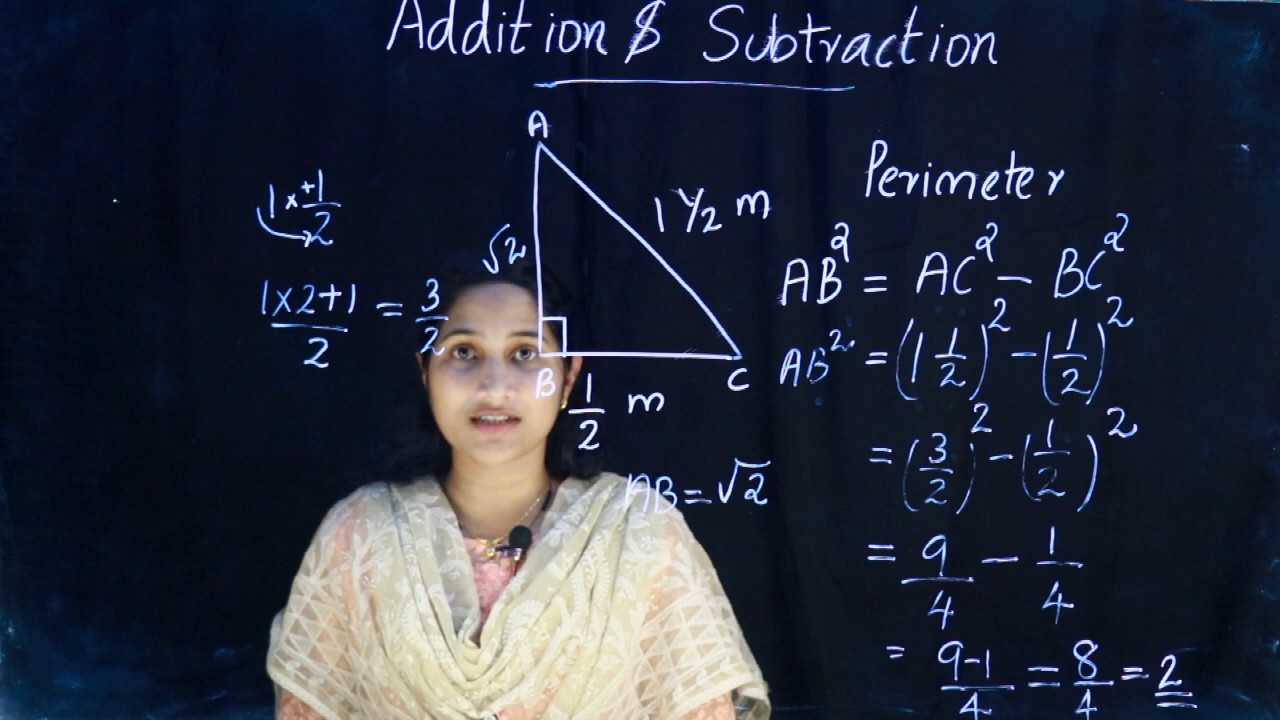 Addition & Subtraction
A
1 × +1/2
√2
1 1/2 m
Perimeter
AB² = AC² - BC²
1×2+1/2 = 3/2
B
C
1/2 m
AB² = (1 1/2)² - (1/2)²
= (3/2)² - (1/2)²
AB = √2
= 9/4 - 1/4
= 9-1/4 = 8/4 = 2